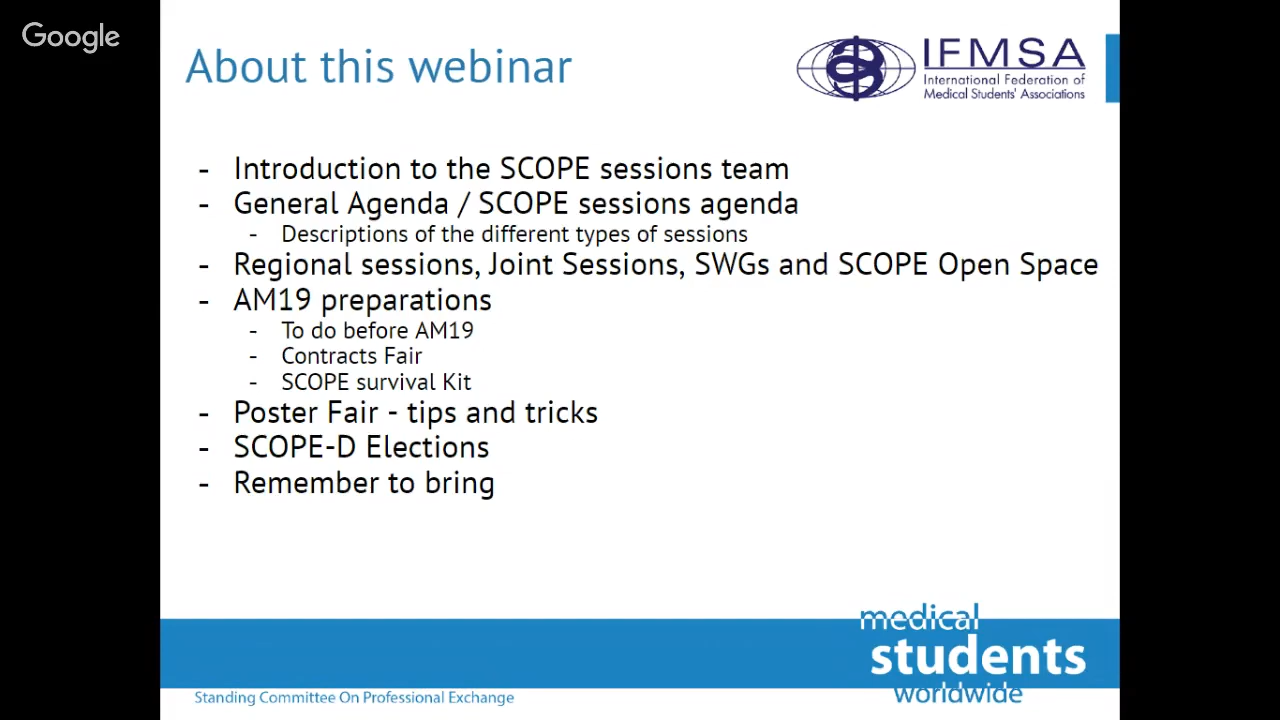 Google
About this webinar
IFMSA
International Federation of
Medical Students' Associations
- Introduction to the SCOPE sessions team
- General Agenda / SCOPE sessions agenda
- Descriptions of the different types of sessions
- Regional sessions, Joint Sessions, SWGs and SCOPE Open Space
- AM19 preparations
- To do before AM19
- Contracts Fair
- SCOPE survival Kit
- Poster Fair - tips and tricks
- SCOPE-D Elections
- Remember to bring
medical
students
worldwide
Standing Committee On Professional Exchange